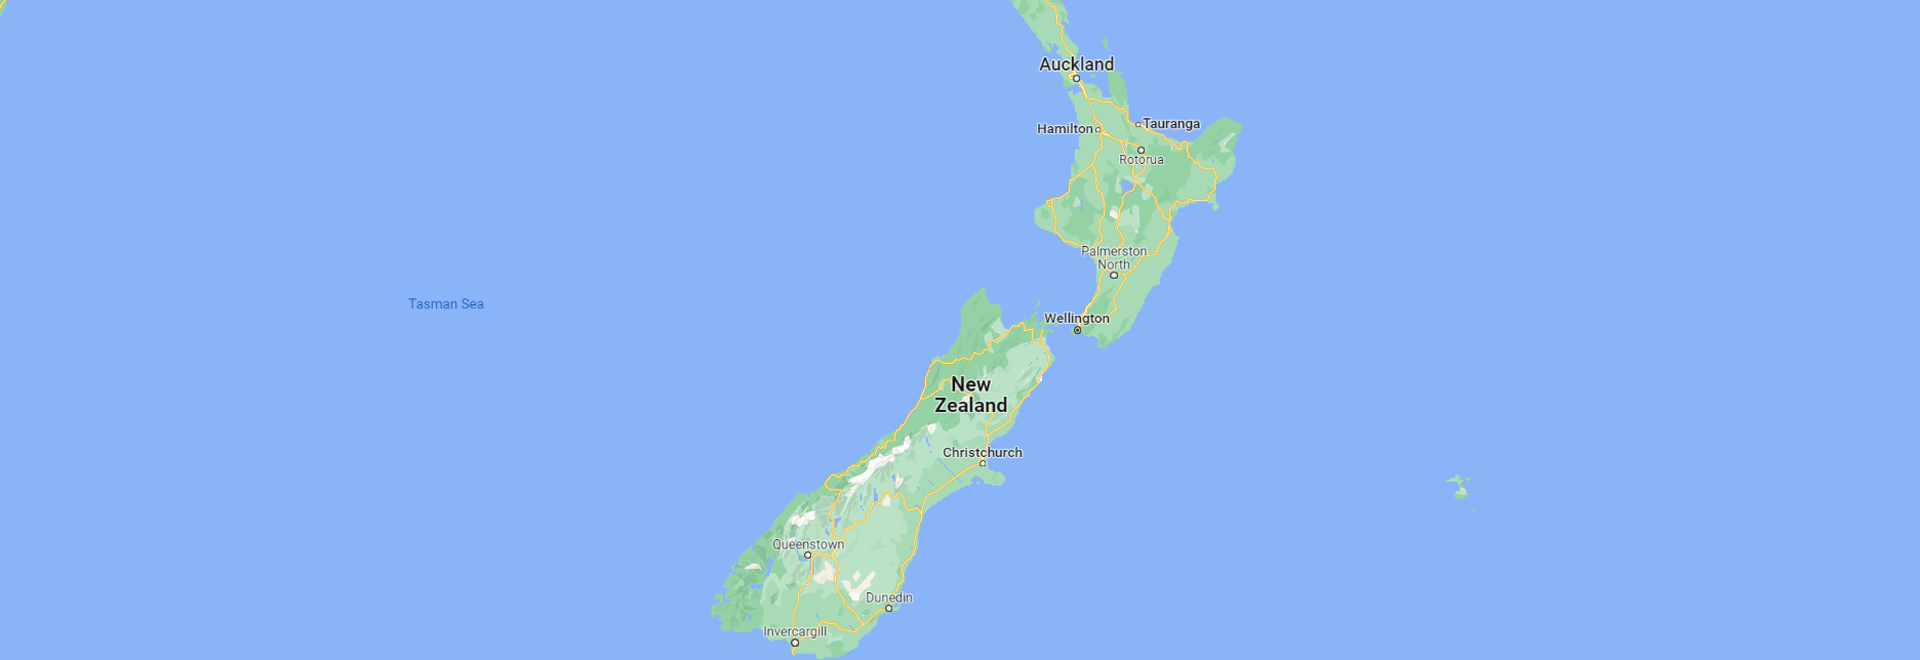 Auckland
Hamilton
Tauranga
Rotorua
Palmerston
North
Tasman Sea
Wellington
New
Zealand
Christchurch
Queenstown
Dunedin
Invercargill